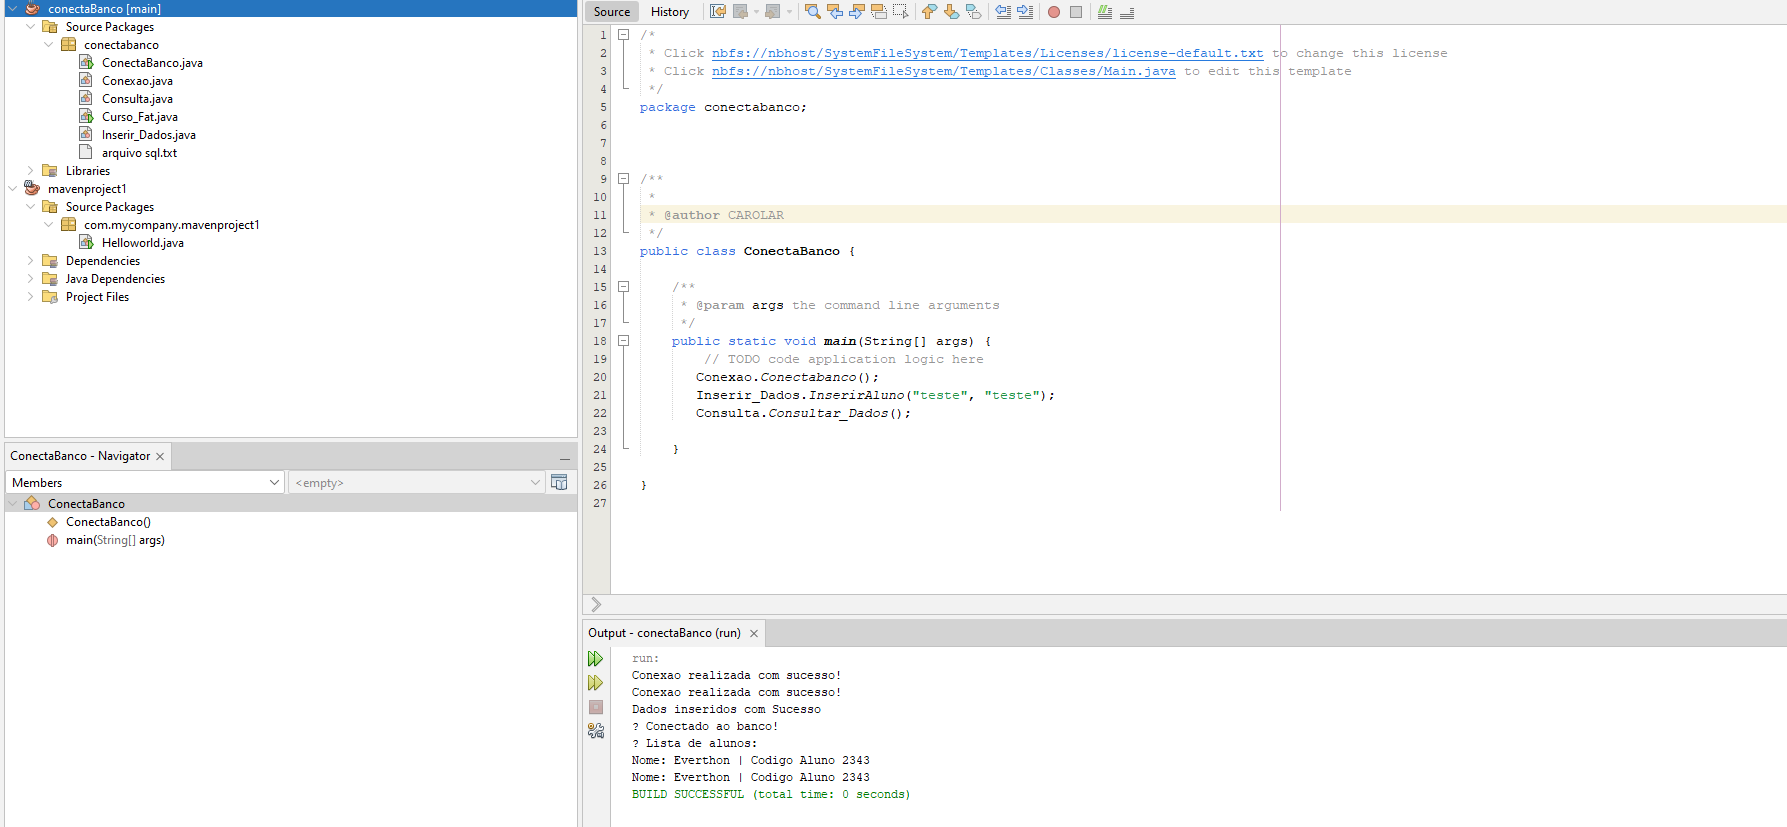 conectaBanco [main]
Source Packages
conectabanco
ConectaBanco.java
Conexao.java
Consulta.java
Curso_Fat.java
Inserir_Dados.java
arquivo sql.txt
Libraries
mavenproject1
Source Packages
com.mycompany.mavenproject1
Helloworld.java
Dependencies
Java Dependencies
Project Files
ConectaBanco - Navigator
Members
<empty>
ConectaBanco
ConectaBanco()
main(String[] args)
Source History
1 /*
2 * Click nbfs://nbhost/SystemFileSystem/Templates/Licenses/license-default.txt to change this license
3 * Click nbfs://nbhost/SystemFileSystem/Templates/Classes/Main.java to edit this template
4 */
5 package conectabanco;
6
7
8
9 /**
10 *
11 * @author CAROLAR
12 */
13 public class ConectaBanco {
14
15 /**
16 * @param args the command line arguments
17 */
18 public static void main(String[] args) {
19 // TODO code application logic here
20 Conexao.Conectabanco();
21 Inserir_Dados.InserirAluno("teste", "teste");
22 Consulta.Consultar_Dados();
23
24 }
25
26 }
27
Output - conectaBanco (run)
run:
Conexao realizada com sucesso!
Conexao realizada com sucesso!
Dados inseridos com Sucesso
? Conectado ao banco!
? Lista de alunos:
Nome: Everthon | Codigo Aluno 2343
Nome: Everthon | Codigo Aluno 2343
BUILD SUCCESSFUL (total time: 0 seconds)